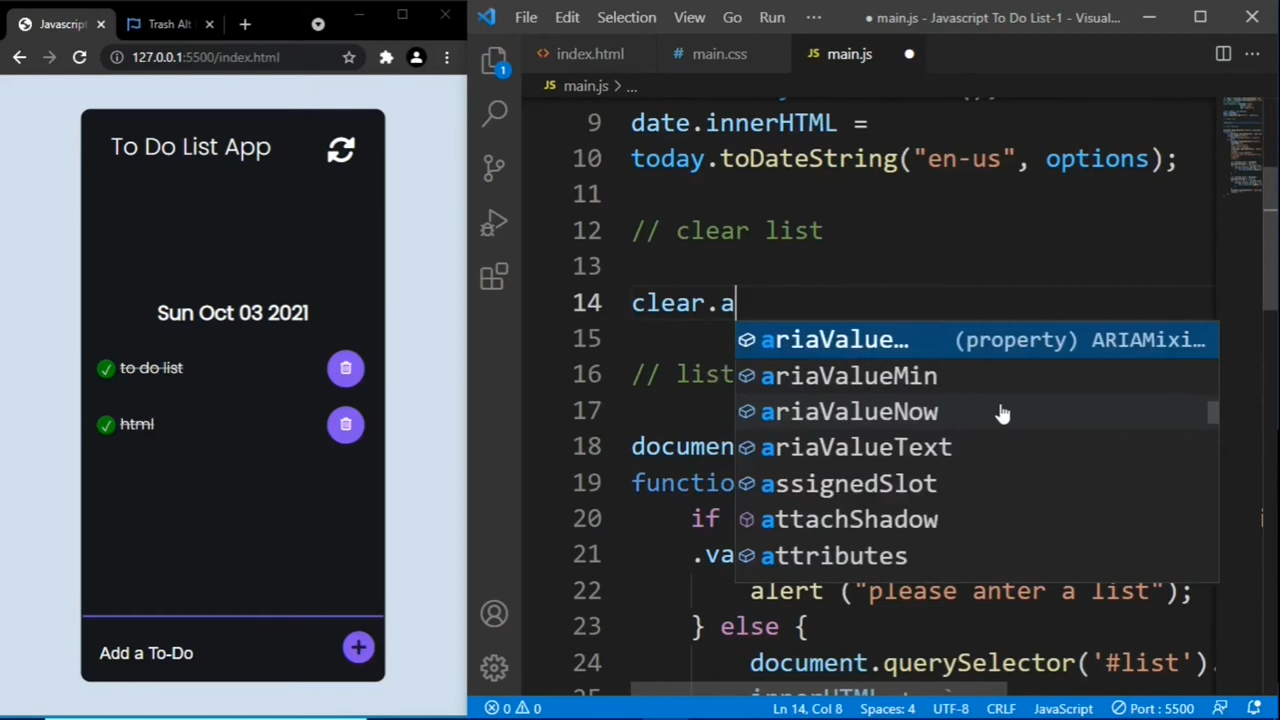 Javascript
Trash Alt
127.0.0.1:5500/index.html
To Do List App
Sun Oct 03 2021
to do list
html
Add a To-Do
File Edit Selection View Go Run ··· ● main.js - Javascript To Do List-1 - Visual...
index.html
# main.css
JS main.js ●
JS main.js > ...
1
9 date.innerHTML =
10 today.toDateString("en-us", options);
11
12 // clear list
13
14 clear.a
ariaValue... (property) ARIAMixi...
ariaValueMin
ariaValueNow
ariaValueText
assignedSlot
attachShadow
attributes
15
16 // list
17
18 documen
19 functio
20 if
21 .va
22 alert ("please anter a list");
23 } else {
24 document.querySelector('#list').
0 0 Ln 14, Col 8 Spaces: 4 UTF-8 CRLF JavaScript Port : 5500